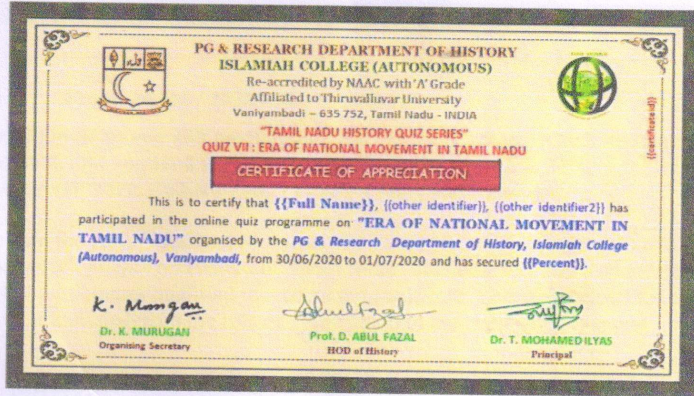 PG & RESEARCH DEPARTMENT OF HISTORY
ISLAMIAH COLLEGE (AUTONOMOUS)
Re-accredited by NAAC with 'A' Grade
Affiliated to Thiruvalluvar University
Vaniyambadi – 635 752, Tamil Nadu - INDIA
"TAMIL NADU HISTORY QUIZ SERIES"
QUIZ VII : ERA OF NATIONAL MOVEMENT IN TAMIL NADU
CERTIFICATE OF APPRECIATION
This is to certify that {{Full Name}}, {{other identifier}}, {{other identifier2}} has
participated in the online quiz programme on "ERA OF NATIONAL MOVEMENT IN
TAMIL NADU" organised by the PG & Research Department of History, Islamiah College
(Autonomous), Vaniyambadi, from 30/06/2020 to 01/07/2020 and has secured {{Percent}}.
{{certificateid}}
K. Murugan
Dr. K. MURUGAN
Organising Secretary
Abul Fazal
Prof. D. ABUL FAZAL
HOD of History
Dr. T. MOHAMED ILYAS
Principal